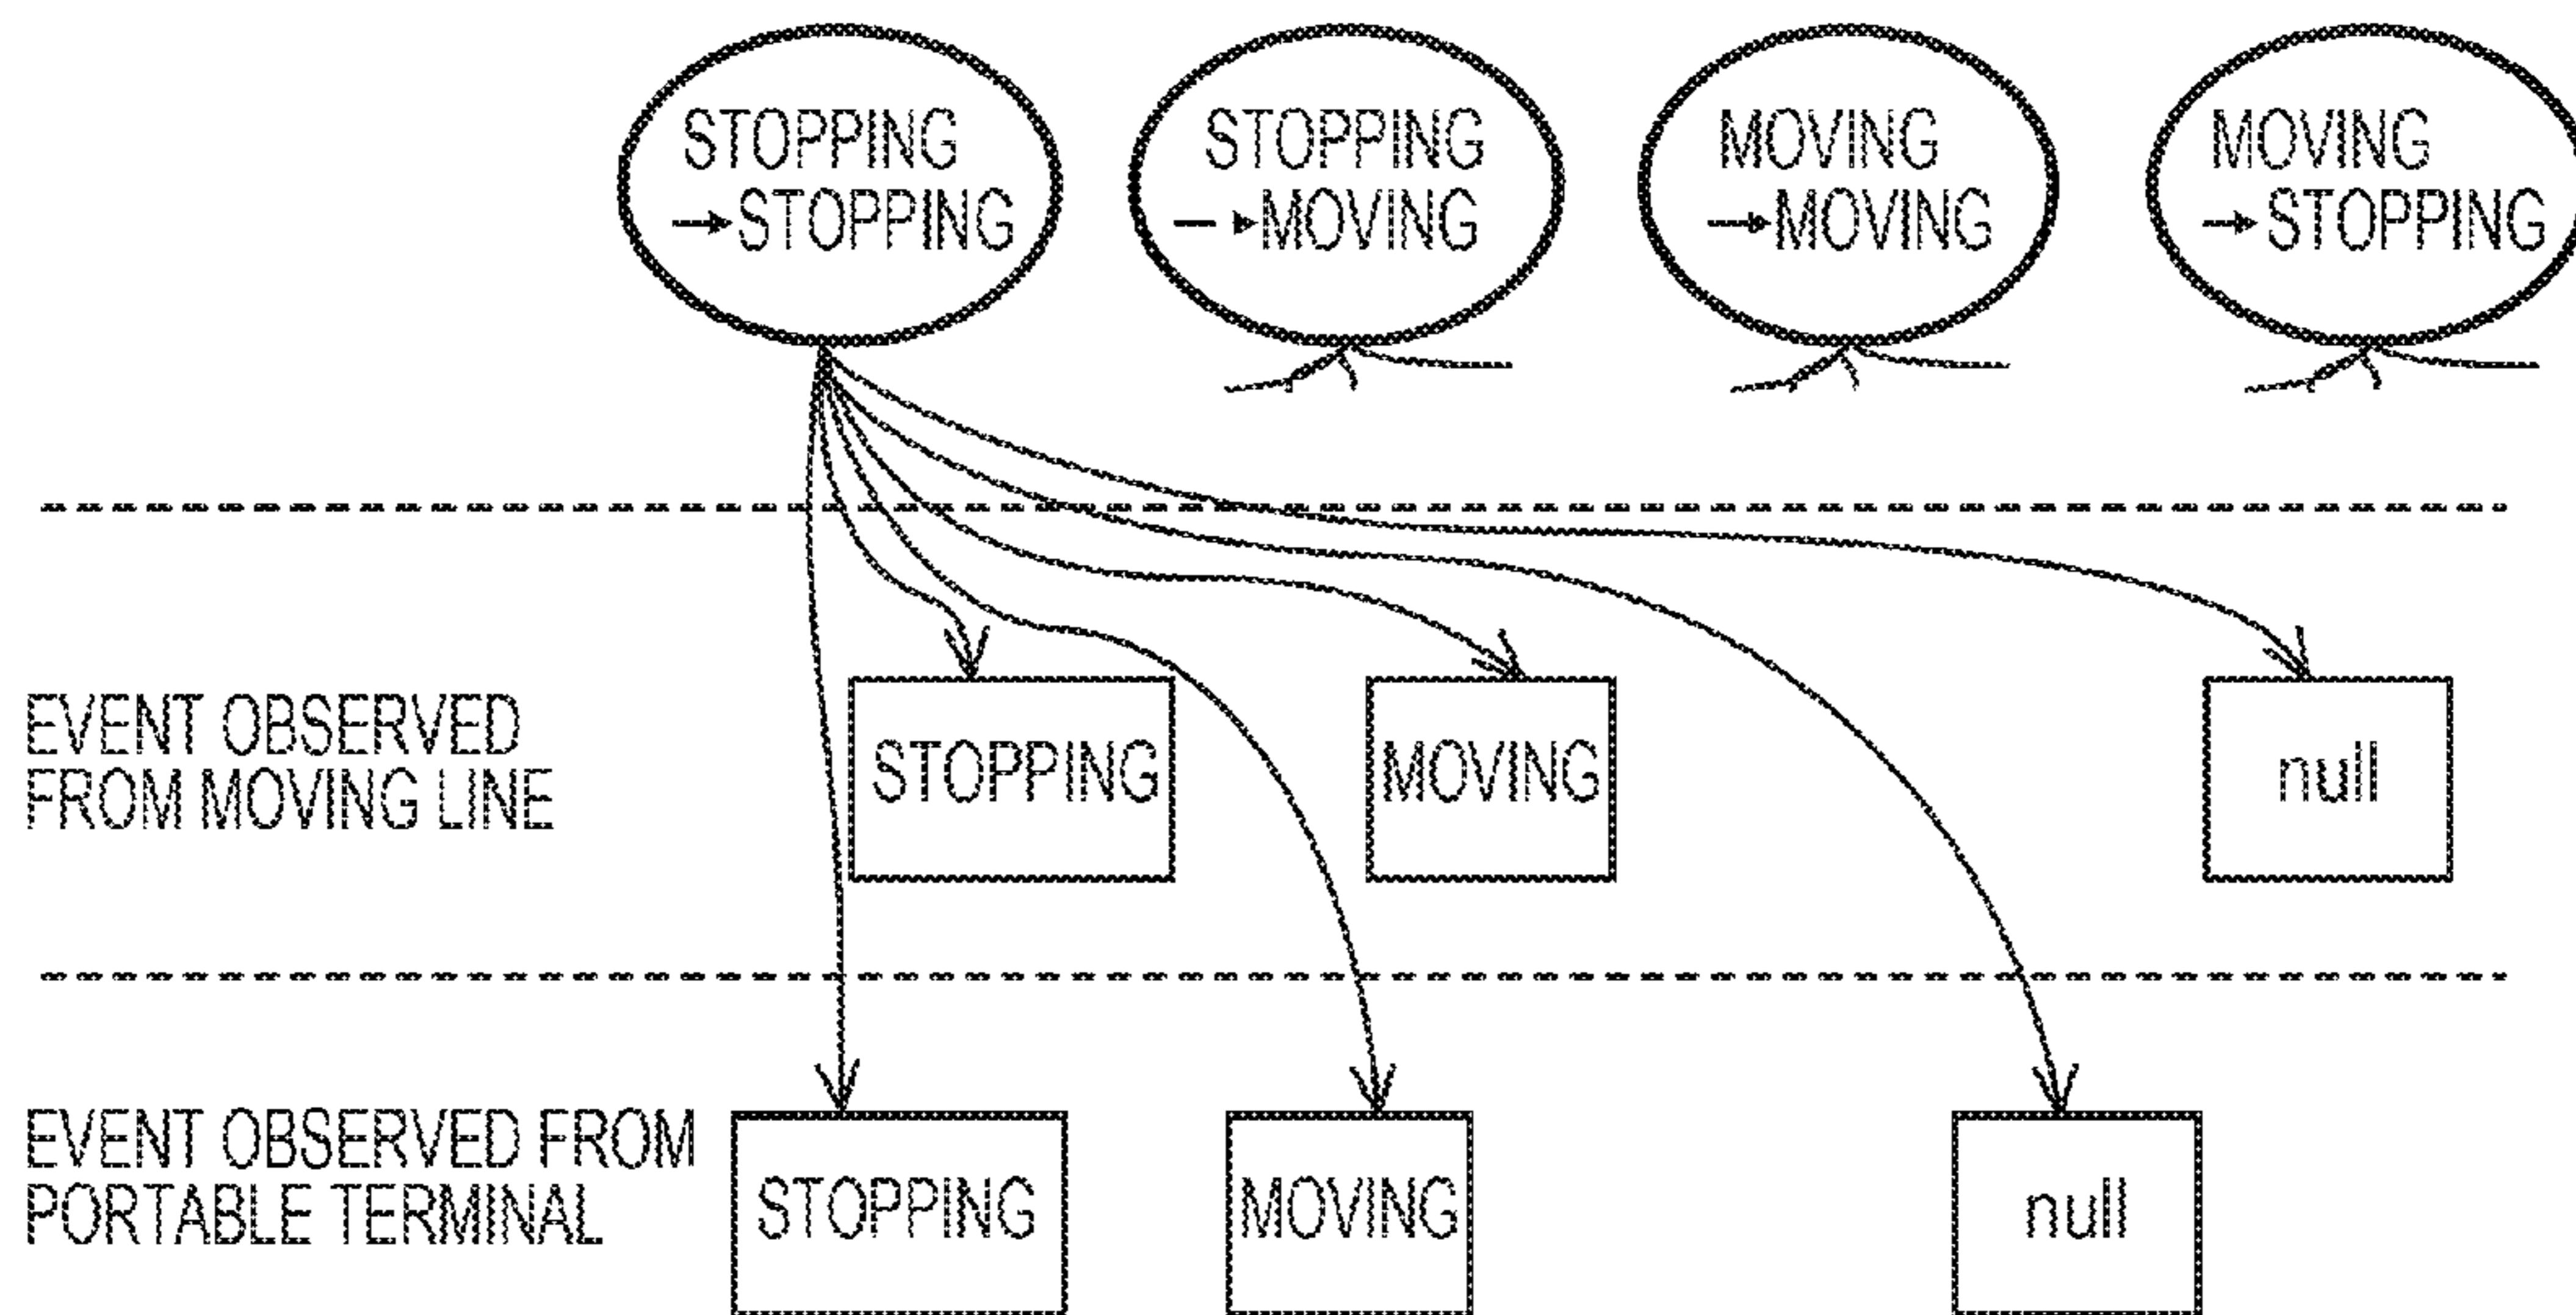 STOPPING
→STOPPING
STOPPING
→MOVING
MOVING
→MOVING
MOVING
→STOPPING
EVENT OBSERVED
FROM MOVING LINE
STOPPING
MOVING
null
EVENT OBSERVED FROM
PORTABLE TERMINAL
STOPPING
MOVING
null